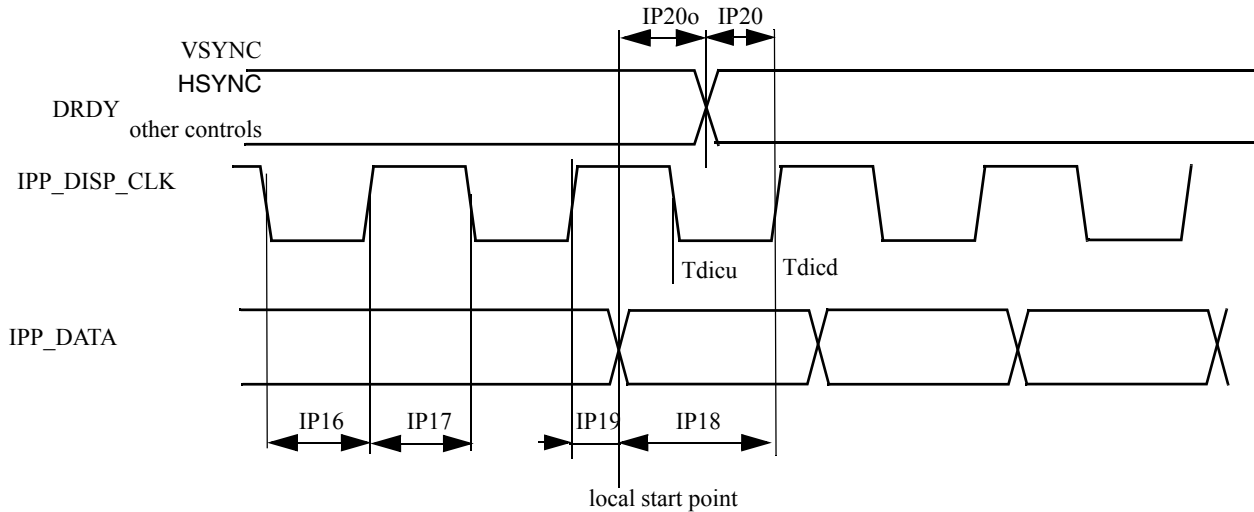 IP20o IP20
VSYNC
HSYNC
DRDY
other controls
IPP_DISP_CLK
Tdicu
Tdicd
IPP_DATA
IP16
IP17
IP19
IP18
local start point